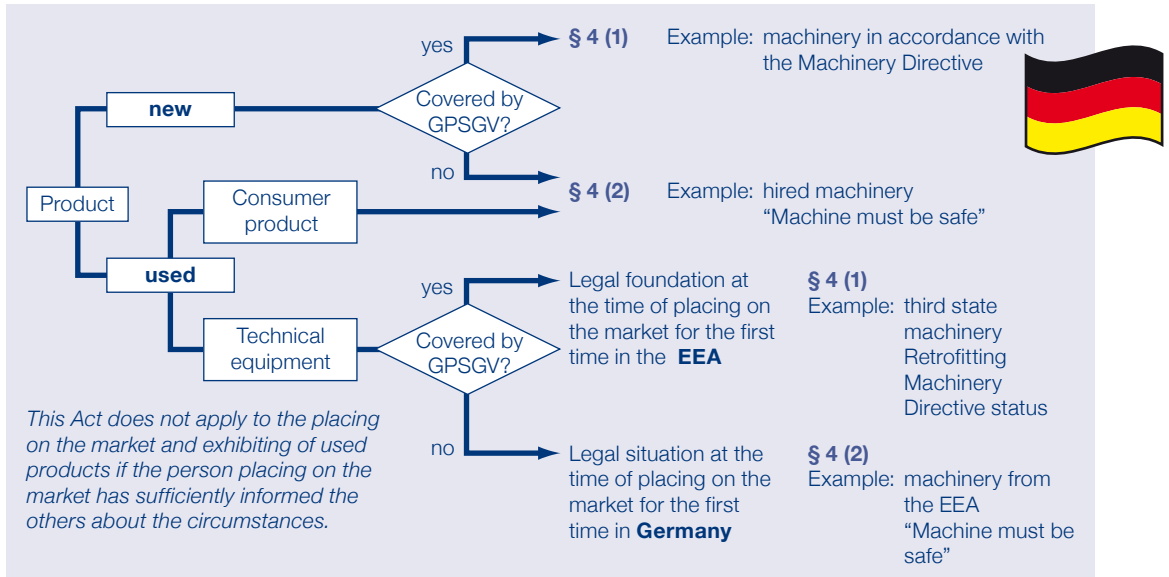 yes
§ 4 (1)
Example: machinery in accordance with
the Machinery Directive
new
Covered by
GPSGV?
no
§ 4 (2)
Example: hired machinery
“Machine must be safe”
Product
Consumer
product
used
yes
Legal foundation at
the time of placing on
the market for the first
time in the EEA
§ 4 (1)
Example: third state
machinery
Retrofitting
Machinery
Directive status
Technical
equipment
Covered by
GPSGV?
This Act does not apply to the placing
on the market and exhibiting of used
products if the person placing on the
market has sufficiently informed the
others about the circumstances.
no
Legal situation at the
time of placing on the
market for the first
time in Germany
§ 4 (2)
Example: machinery from
the EEA
“Machine must be
safe”